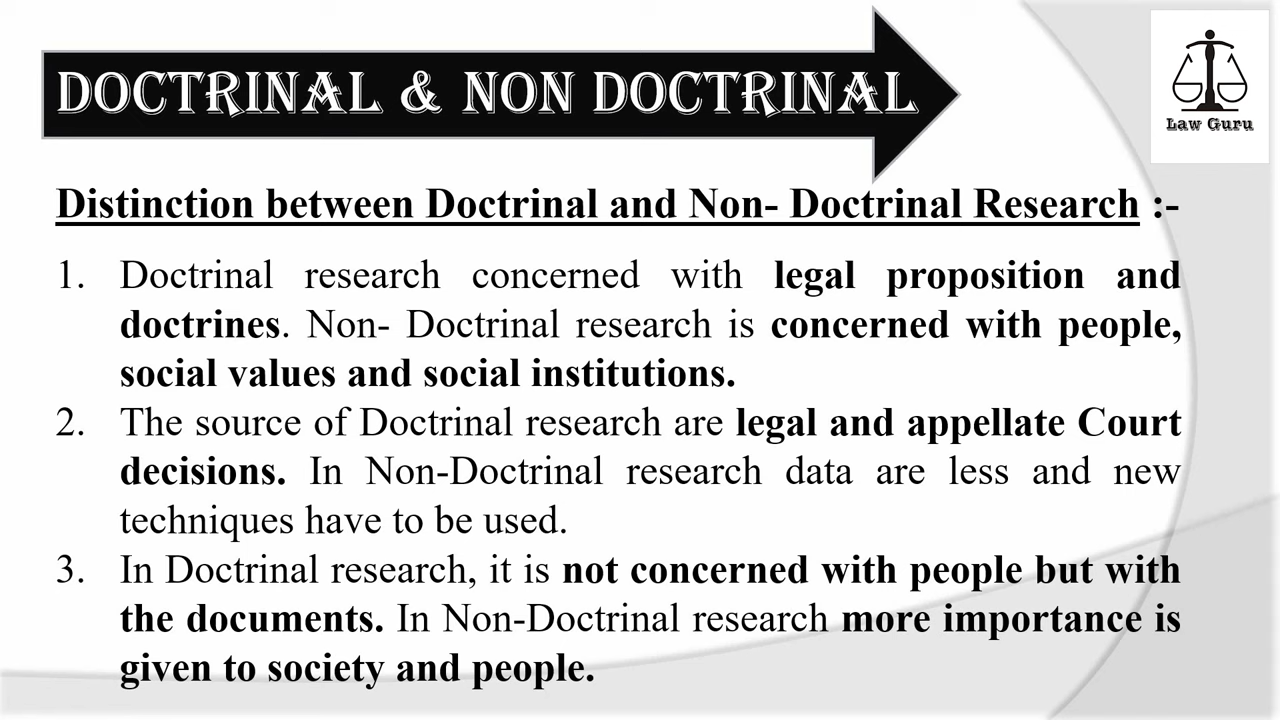 DOCTRINAL & NON DOCTRINAL
Law Guru
Distinction between Doctrinal and Non- Doctrinal Research :-
1. Doctrinal research concerned with legal proposition and
doctrines. Non- Doctrinal research is concerned with people,
social values and social institutions.
2. The source of Doctrinal research are legal and appellate Court
decisions. In Non-Doctrinal research data are less and new
techniques have to be used.
3. In Doctrinal research, it is not concerned with people but with
the documents. In Non-Doctrinal research more importance is
given to society and people.